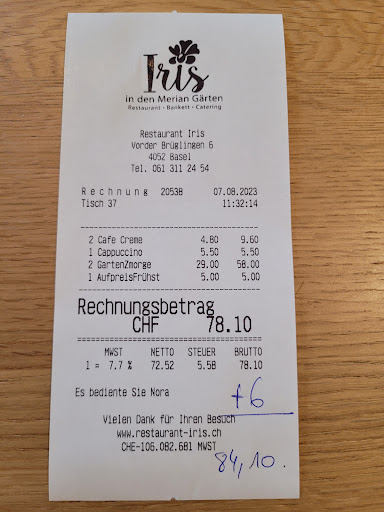 Iris
in den Merian Gärten
Restaurant • Bankett • Catering
Restaurant Iris
Vorder Brüglingen 6
4052 Basel
Tel. 061 311 24 54
Rechnung 20538 07.08.2023
Tisch 37 11:32:14
2 Cafe Creme 4.80 9.60
1 Cappuccino 5.50 5.50
2 GartenZmorge 29.00 58.00
1 AufpreisFrühst 5.00 5.00
Rechnungsbetrag
CHF 78.10
MWST NETTO STEUER BRUTTO
1 = 7.7 % 72.52 5.58 78.10
Es bediente Sie Nora
+6
Vielen Dank für Ihren Besuch
www.restaurant-iris.ch
CHE-106.082.681 MWST
84,10.